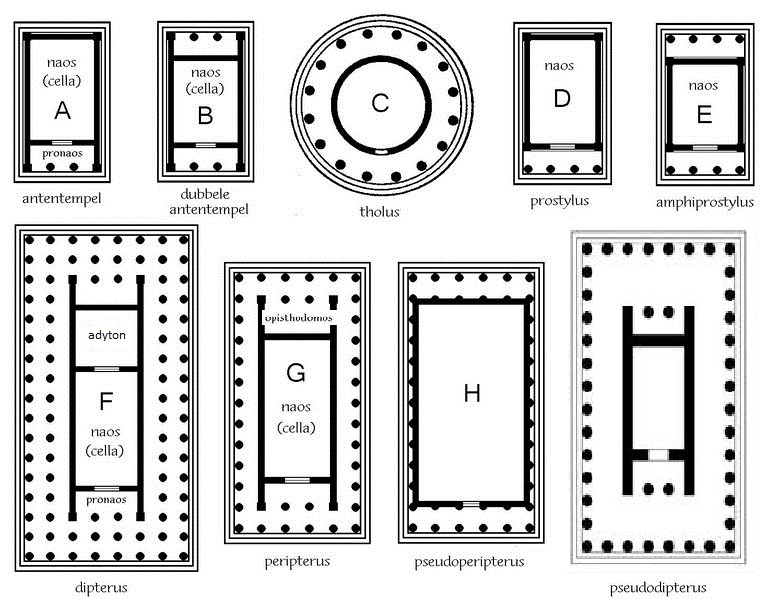 naos
(cella)
A
pronaos
antentempel
naos
(cella)
B
dubbele
antentempel
C
tholus
naos
D
prostylus
naos
E
amphiprostylus
adyton
F
naos
(cella)
pronaos
dipterus
opisthodomos
G
naos
(cella)
peripterus
H
pseudoperipterus
pseudodipterus